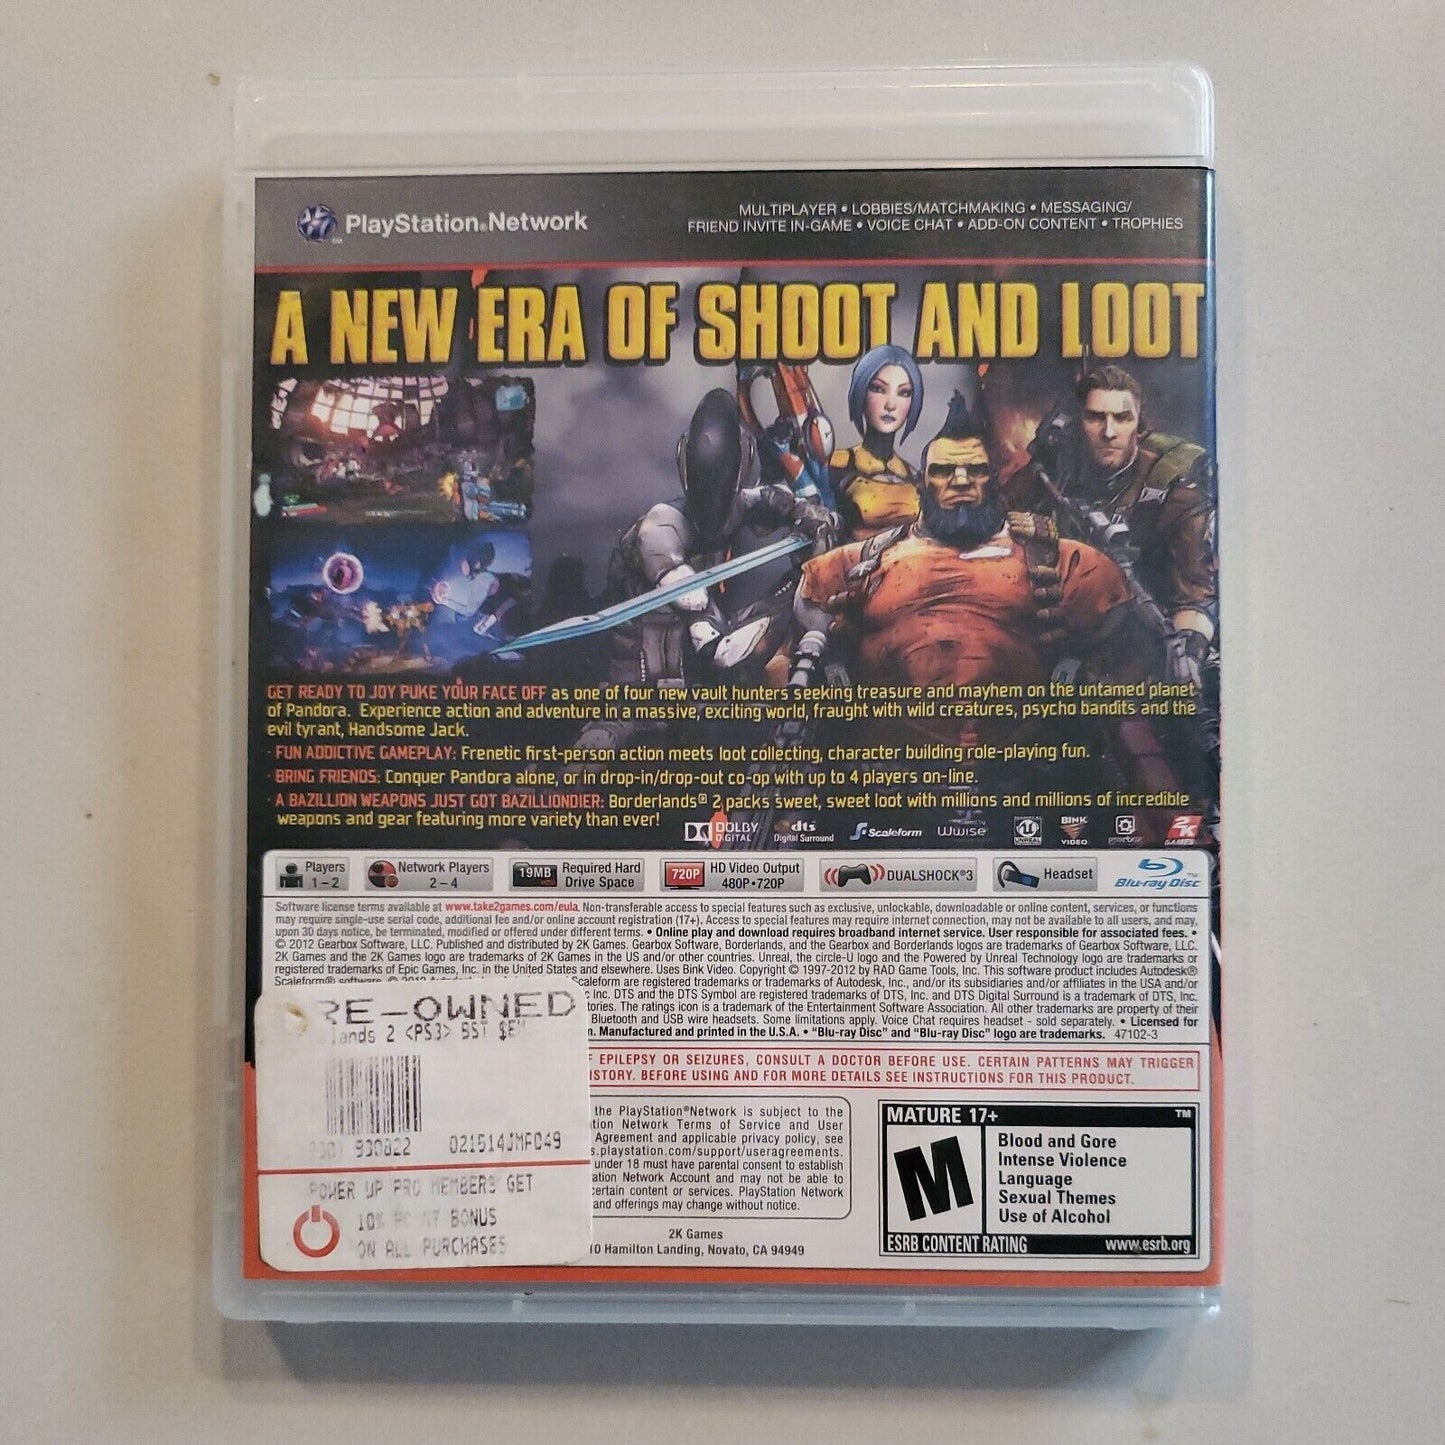 PlayStation®Network
MULTIPLAYER • LOBBIES/MATCHMAKING • MESSAGING/
FRIEND INVITE IN-GAME • VOICE CHAT • ADD-ON CONTENT • TROPHIES
A NEW ERA OF SHOOT AND LOOT
GET READY TO JOY PUKE YOUR FACE OFF as one of four new vault hunters seeking treasure and mayhem on the untamed planet
of Pandora. Experience action and adventure in a massive, exciting world, fraught with wild creatures, psycho bandits and the
evil tyrant, Handsome Jack.
· FUN ADDICTIVE GAMEPLAY: Frenetic first-person action meets loot collecting, character building role-playing fun.
· BRING FRIENDS: Conquer Pandora alone, or in drop-in/drop-out co-op with up to 4 players on-line.
· A BAZILLION WEAPONS JUST GOT BAZILLIONDIER: Borderlands® 2 packs sweet, sweet loot with millions and millions of incredible
weapons and gear featuring more variety than ever!
DOLBY DIGITAL
dts Digital Surround
Scaleform
Wwise
UNREAL
BINK VIDEO
gearbox
2K GAMES
Players 1-2
Network Players 2-4
19MB Required Hard Drive Space
720P HD Video Output 480P•720P
DUALSHOCK®3
Headset
Blu-ray Disc™
Software license terms available at www.take2games.com/eula. Non-transferable access to special features such as exclusive, unlockable, downloadable or online content, services, or functions
may require single-use serial code, additional fee and/or online account registration (17+). Access to special features may require internet connection, may not be available to all users, and may,
upon 30 days notice, be terminated, modified or offered under different terms. • Online play and download requires broadband internet service. User responsible for associated fees. •
© 2012 Gearbox Software, LLC. Published and distributed by 2K Games. Gearbox Software, Borderlands, and the Gearbox and Borderlands logos are trademarks of Gearbox Software, LLC.
2K Games and the 2K Games logo are trademarks of 2K Games in the US and/or other countries. Unreal, the circle-U logo and the Powered by Unreal Technology logo are trademarks or
registered trademarks of Epic Games, Inc. in the United States and elsewhere. Uses Bink Video. Copyright © 1997-2012 by RAD Game Tools, Inc. This software product includes Autodesk®
Scaleform® software, © 2012 Scaleform are registered trademarks or trademarks of Autodesk, Inc., and/or its subsidiaries and/or affiliates in the USA and/or
Inc. DTS and the DTS Symbol are registered trademarks of DTS, Inc. and DTS Digital Surround is a trademark of DTS, Inc.
The ratings icon is a trademark of the Entertainment Software Association. All other trademarks are property of their
Bluetooth and USB wire headsets. Some limitations apply. Voice Chat requires headset - sold separately. • Licensed for
Manufactured and printed in the U.S.A. • "Blu-ray Disc" and "Blu-ray Disc" logo are trademarks. 47102-3
EPILEPSY OR SEIZURES, CONSULT A DOCTOR BEFORE USE. CERTAIN PATTERNS MAY TRIGGER
ISTORY. BEFORE USING AND FOR MORE DETAILS SEE INSTRUCTIONS FOR THIS PRODUCT.
RE-OWNED
lands 2 <PS3> SST
930822 021514JMF049
POWER UP PRO MEMBERS GET
BONUS
ON ALL PURCHASES
the PlayStation®Network is subject to the
tion Network Terms of Service and User
Agreement and applicable privacy policy, see
s.playstation.com/support/useragreements.
under 18 must have parental consent to establish
ation Network Account and may not be able to
certain content or services. PlayStation Network
and offerings may change without notice.
2K Games
10 Hamilton Landing, Novato, CA 94949
MATURE 17+ ™
M
Blood and Gore
Intense Violence
Language
Sexual Themes
Use of Alcohol
ESRB CONTENT RATING www.esrb.org